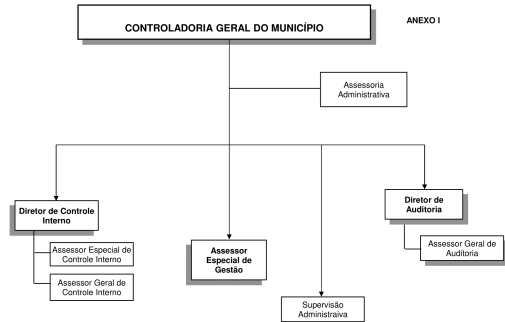 CONTROLADORIA GERAL DO MUNICÍPIO
ANEXO I
Assessoria
Administrativa
Diretor de Controle
Interno
Assessor Especial de
Controle Interno
Assessor Geral de
Controle Interno
Assessor
Especial de
Gestão
Supervisão
Administraiva
Diretor de
Auditoria
Assessor Geral de
Auditoria